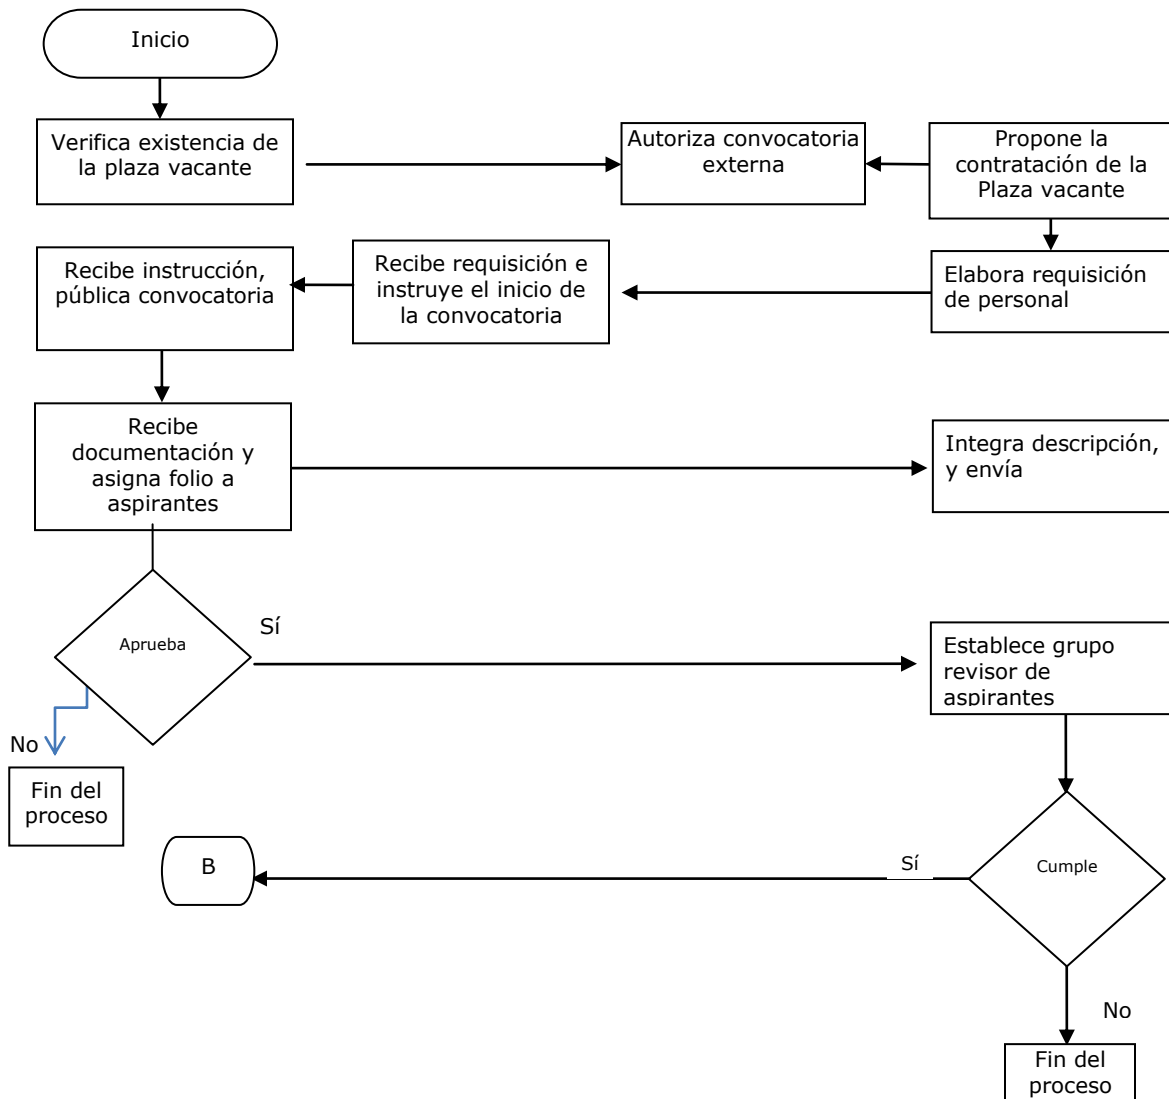 Inicio
Verifica existencia de
la plaza vacante
Autoriza convocatoria
externa
Propone la
contratación de la
Plaza vacante
Recibe instrucción,
pública convocatoria
Recibe requisición e
instruye el inicio de
la convocatoria
Elabora requisición
de personal
Recibe
documentación y
asigna folio a
aspirantes
Integra descripción,
y envía
Aprueba
Sí
Establece grupo
revisor de
aspirantes
No
Fin del
proceso
B
Sí
Cumple
No
Fin del
proceso